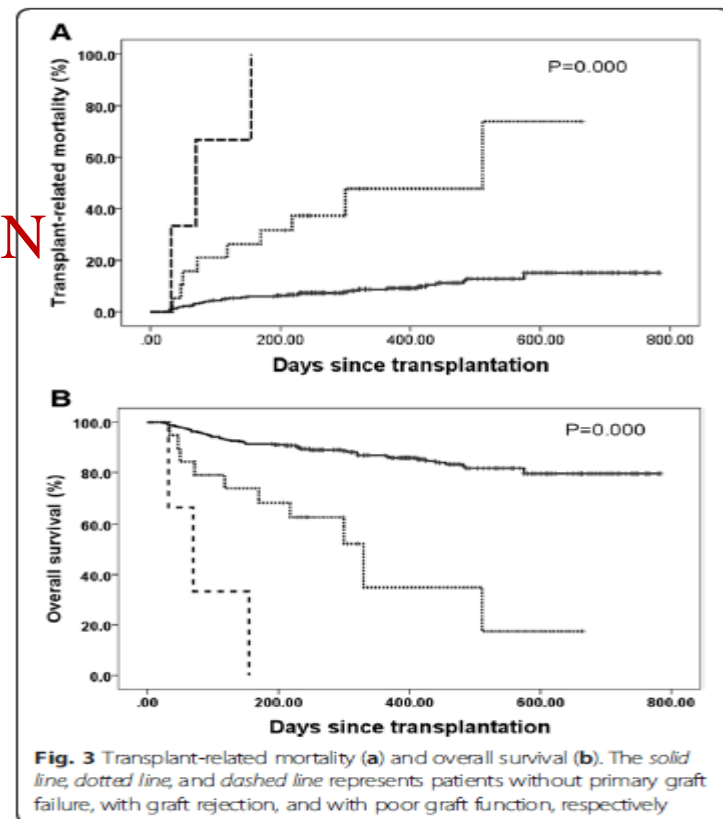 A
100.0
P=0.000
80.0
60.0
Transplant-related mortality (%)
N
40.0
20.0
0.0
.00
200.00
400.00
600.00
800.00
Days since transplantation
B
100.0
P=0.000
80.0
60.0
Overall survival (%)
40.0
20.0
0.0
.00
200.00
400.00
600.00
800.00
Days since transplantation
Fig. 3 Transplant-related mortality (a) and overall survival (b). The solid
line, dotted line, and dashed line represents patients without primary graft
failure, with graft rejection, and with poor graft function, respectively